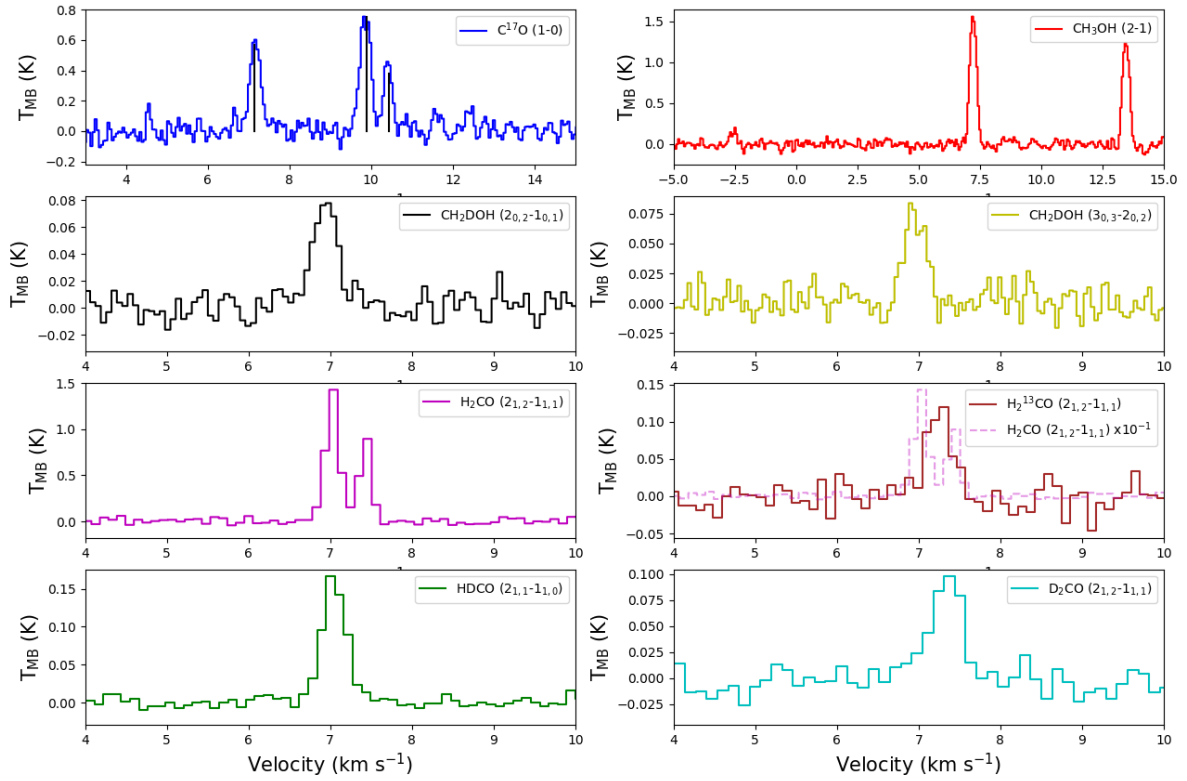 0.8
0.6
0.4
0.2
0.0
−0.2
T_MB (K)
C¹⁷O (1-0)
4 6 8 10 12 14
1.5
1.0
0.5
0.0
T_MB (K)
CH₃OH (2-1)
−5.0 −2.5 0.0 2.5 5.0 7.5 10.0 12.5 15.0
0.08
0.06
0.04
0.02
0.00
−0.02
T_MB (K)
CH₂DOH (2₀,₂-1₀,₁)
4 5 6 7 8 9 10
0.075
0.050
0.025
0.000
−0.025
T_MB (K)
CH₂DOH (3₀,₃-2₀,₂)
4 5 6 7 8 9 10
1.5
1.0
0.5
0.0
T_MB (K)
H₂CO (2₁,₂-1₁,₁)
4 5 6 7 8 9 10
0.15
0.10
0.05
0.00
−0.05
T_MB (K)
H₂¹³CO (2₁,₂-1₁,₁)
H₂CO (2₁,₂-1₁,₁) x10⁻¹
4 5 6 7 8 9 10
0.15
0.10
0.05
0.00
T_MB (K)
HDCO (2₁,₁-1₁,₀)
4 5 6 7 8 9 10
Velocity (km s⁻¹)
0.100
0.075
0.050
0.025
0.000
−0.025
T_MB (K)
D₂CO (2₁,₂-1₁,₁)
4 5 6 7 8 9 10
Velocity (km s⁻¹)